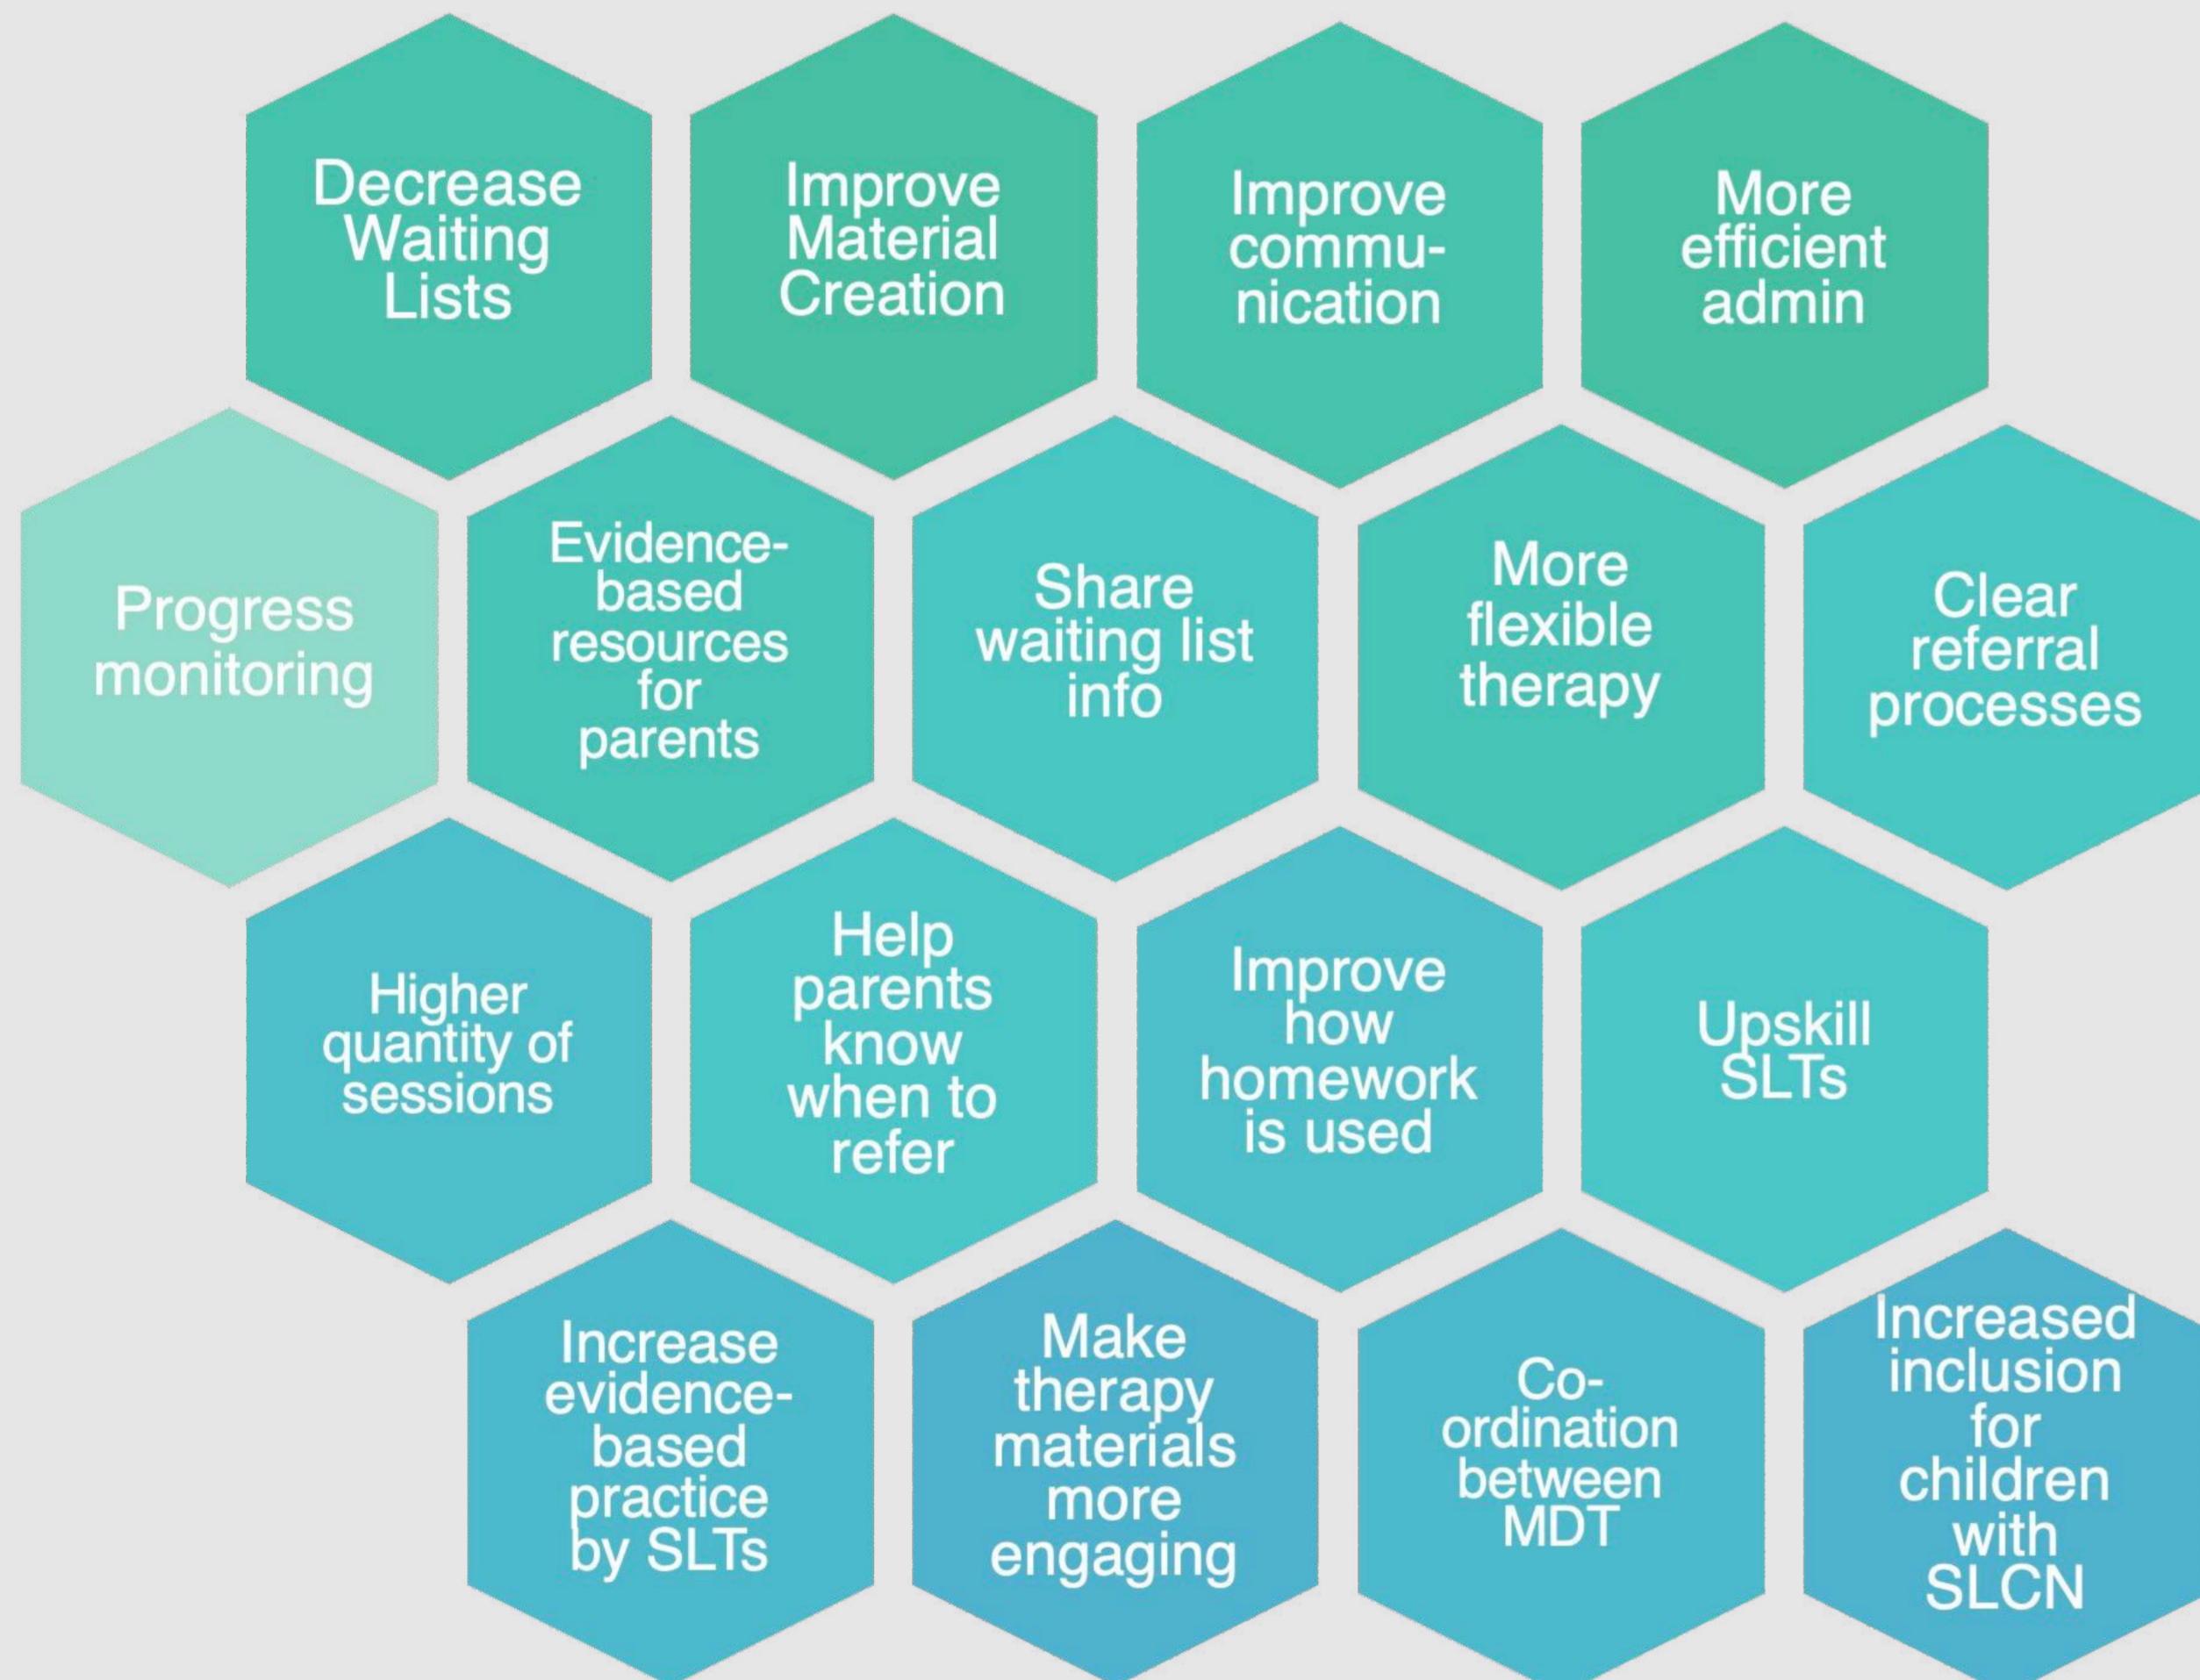 Decrease
Waiting
Lists
Improve
Material
Creation
Improve
commu-
nication
More
efficient
admin
Progress
monitoring
Evidence-
based
resources
for
parents
Share
waiting list
info
More
flexible
therapy
Clear
referral
processes
Higher
quantity of
sessions
Help
parents
know
when to
refer
Improve
how
homework
is used
Upskill
SLTs
Increase
evidence-
based
practice
by SLTs
Make
therapy
materials
more
engaging
Co-
ordination
between
MDT
Increased
inclusion
for
children
with
SLCN